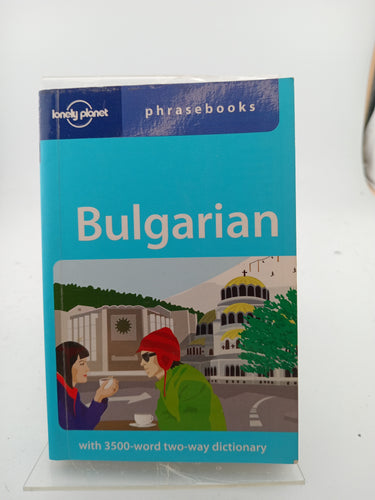 lonely planet
phrasebooks
Bulgarian
with 3500-word two-way dictionary